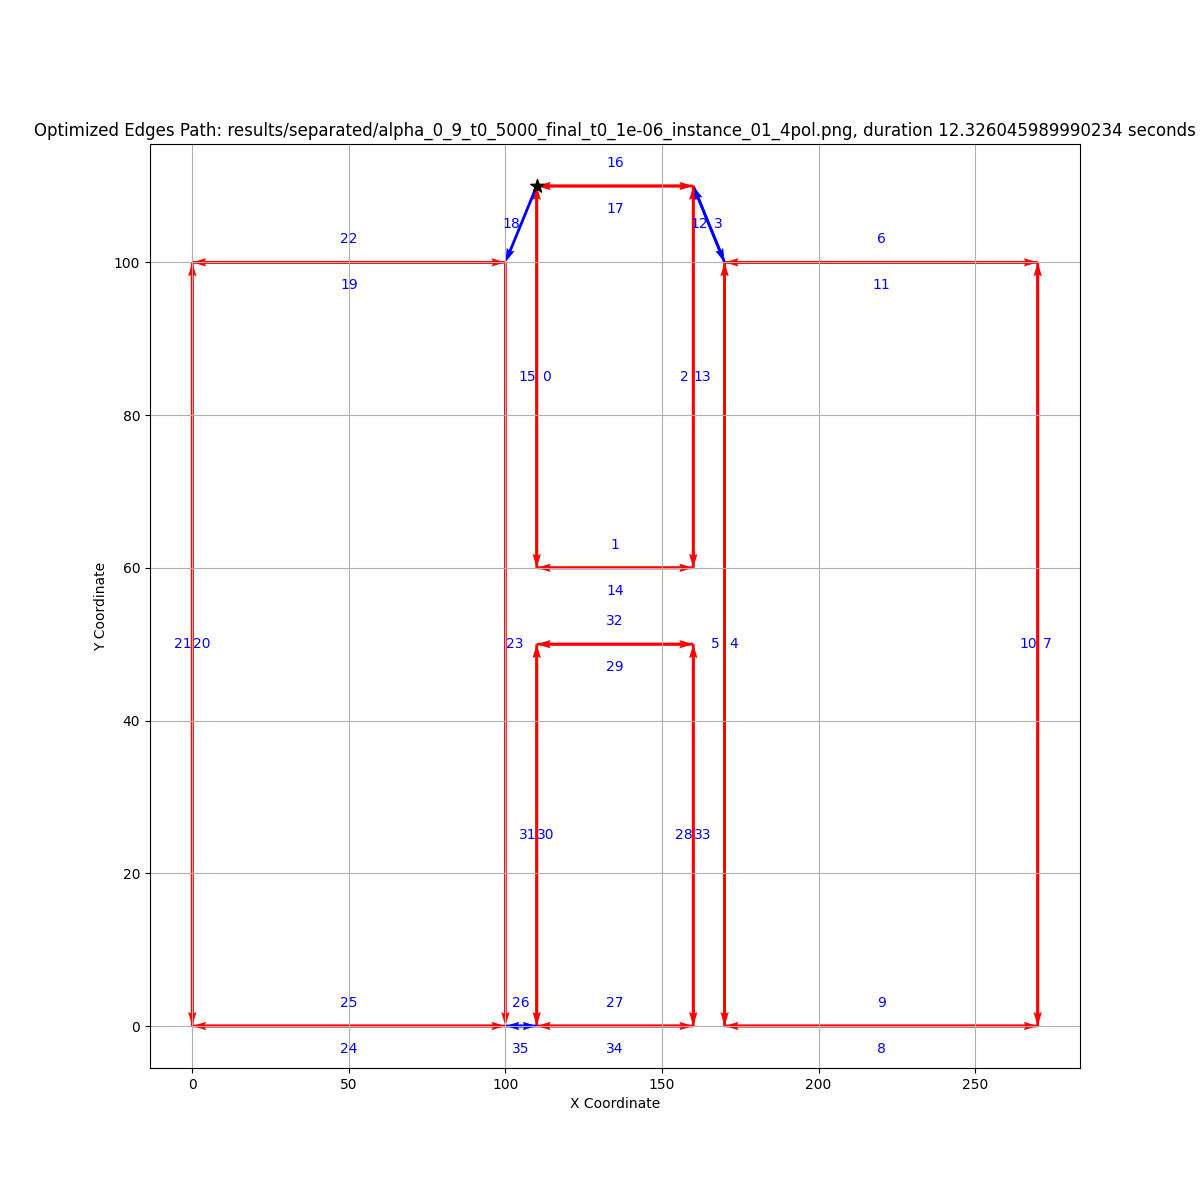 Optimized Edges Path: results/separated/alpha_0_9_t0_5000_final_t0_1e-06_instance_01_4pol.png, duration 12.326045989990234 seconds
16
17
18 12 3
22 6
100
19 11
15 0 2 13
80
1
60
14
32
21 20 23 5 4 10 7
29
40
31 30 28 33
20
25 26 27 9
0
24 35 34 8
0 50 100 150 200 250
X Coordinate
Y Coordinate